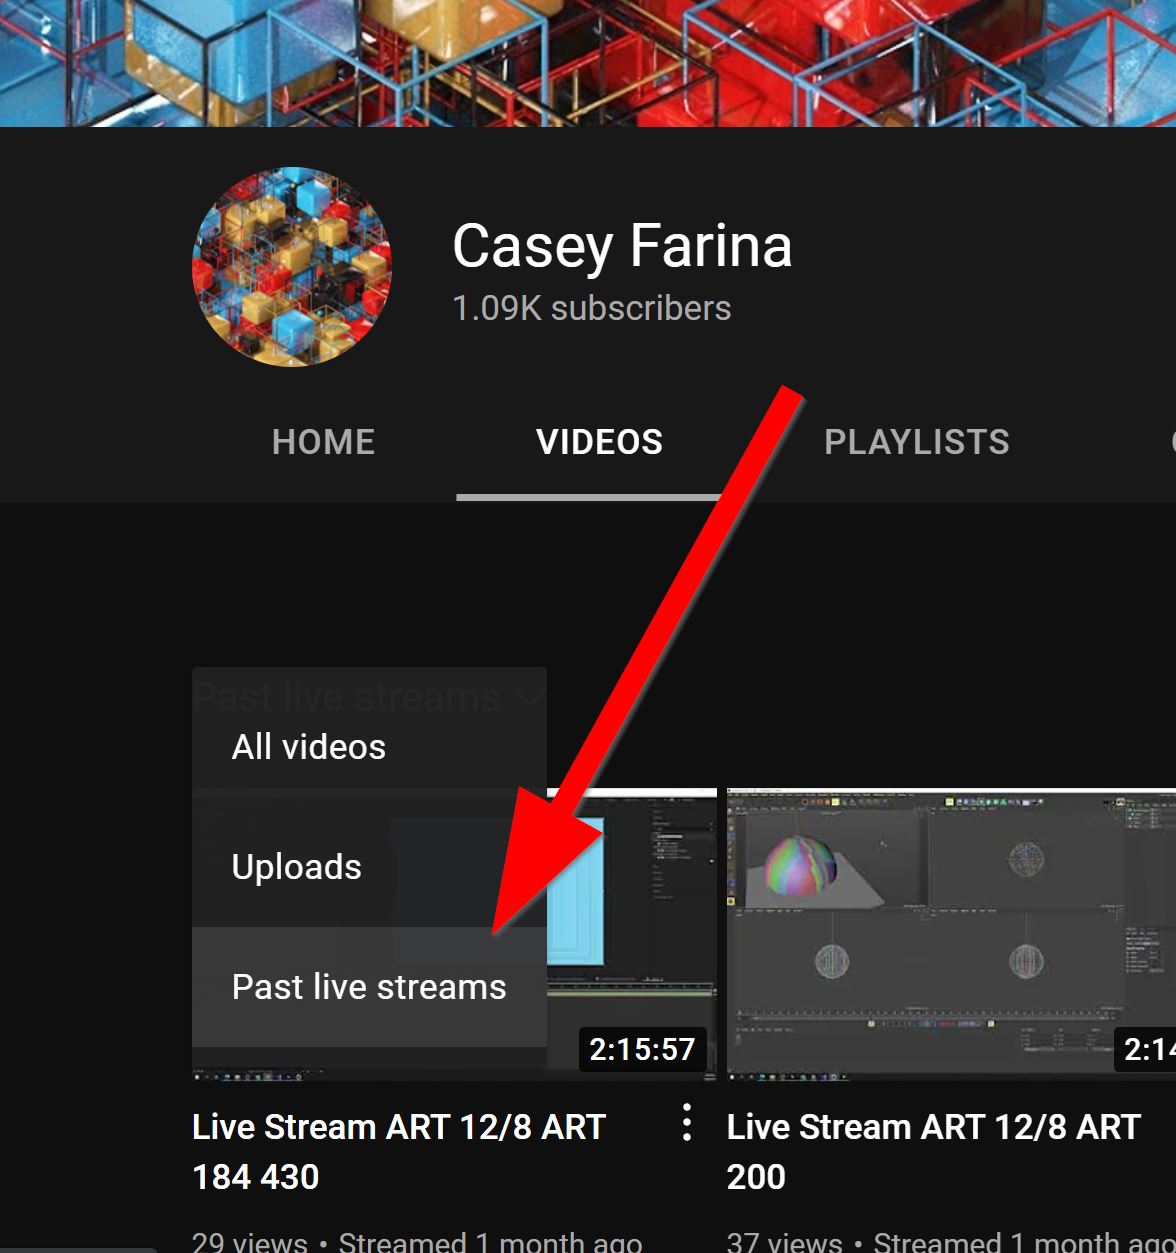 Casey Farina
1.09K subscribers
HOME VIDEOS PLAYLISTS
Past live streams
All videos
Uploads
Past live streams
2:15:57
2:14
Live Stream ART 12/8 ART
184 430
29 views • Streamed 1 month ago
Live Stream ART 12/8 ART
200
37 views • Streamed 1 month ago